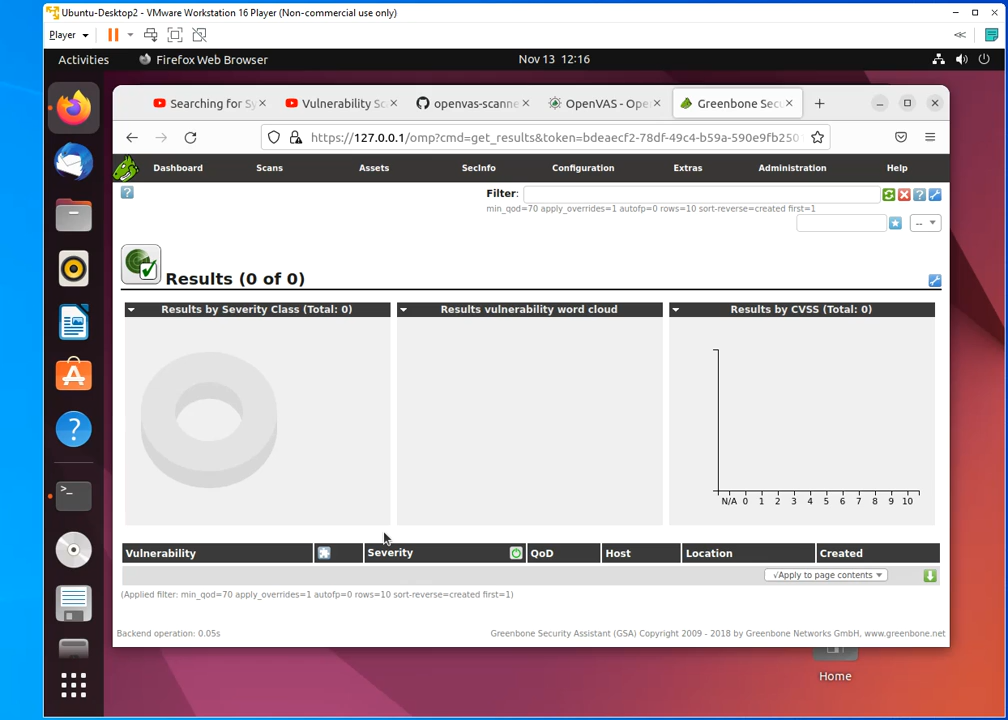 Ubuntu-Desktop2 - VMware Workstation 16 Player (Non-commercial use only)
Player
Activities Firefox Web Browser Nov 13 12:16
Searching for Sy Vulnerability Sc openvas-scanne OpenVAS - Ope Greenbone Sec
https://127.0.0.1/omp?cmd=get_results&token=bdeaecf2-78df-49c4-b59a-590e9fb2501
Dashboard Scans Assets SecInfo Configuration Extras Administration Help
Filter:
min_qod=70 apply_overrides=1 autofp=0 rows=10 sort-reverse=created first=1
--
Results (0 of 0)
Results by Severity Class (Total: 0) Results vulnerability word cloud Results by CVSS (Total: 0)
N/A 0 1 2 3 4 5 6 7 8 9 10
Vulnerability Severity QoD Host Location Created
√Apply to page contents
(Applied filter: min_qod=70 apply_overrides=1 autofp=0 rows=10 sort-reverse=created first=1)
Backend operation: 0.05s Greenbone Security Assistant (GSA) Copyright 2009 - 2018 by Greenbone Networks GmbH, www.greenbone.net
Home